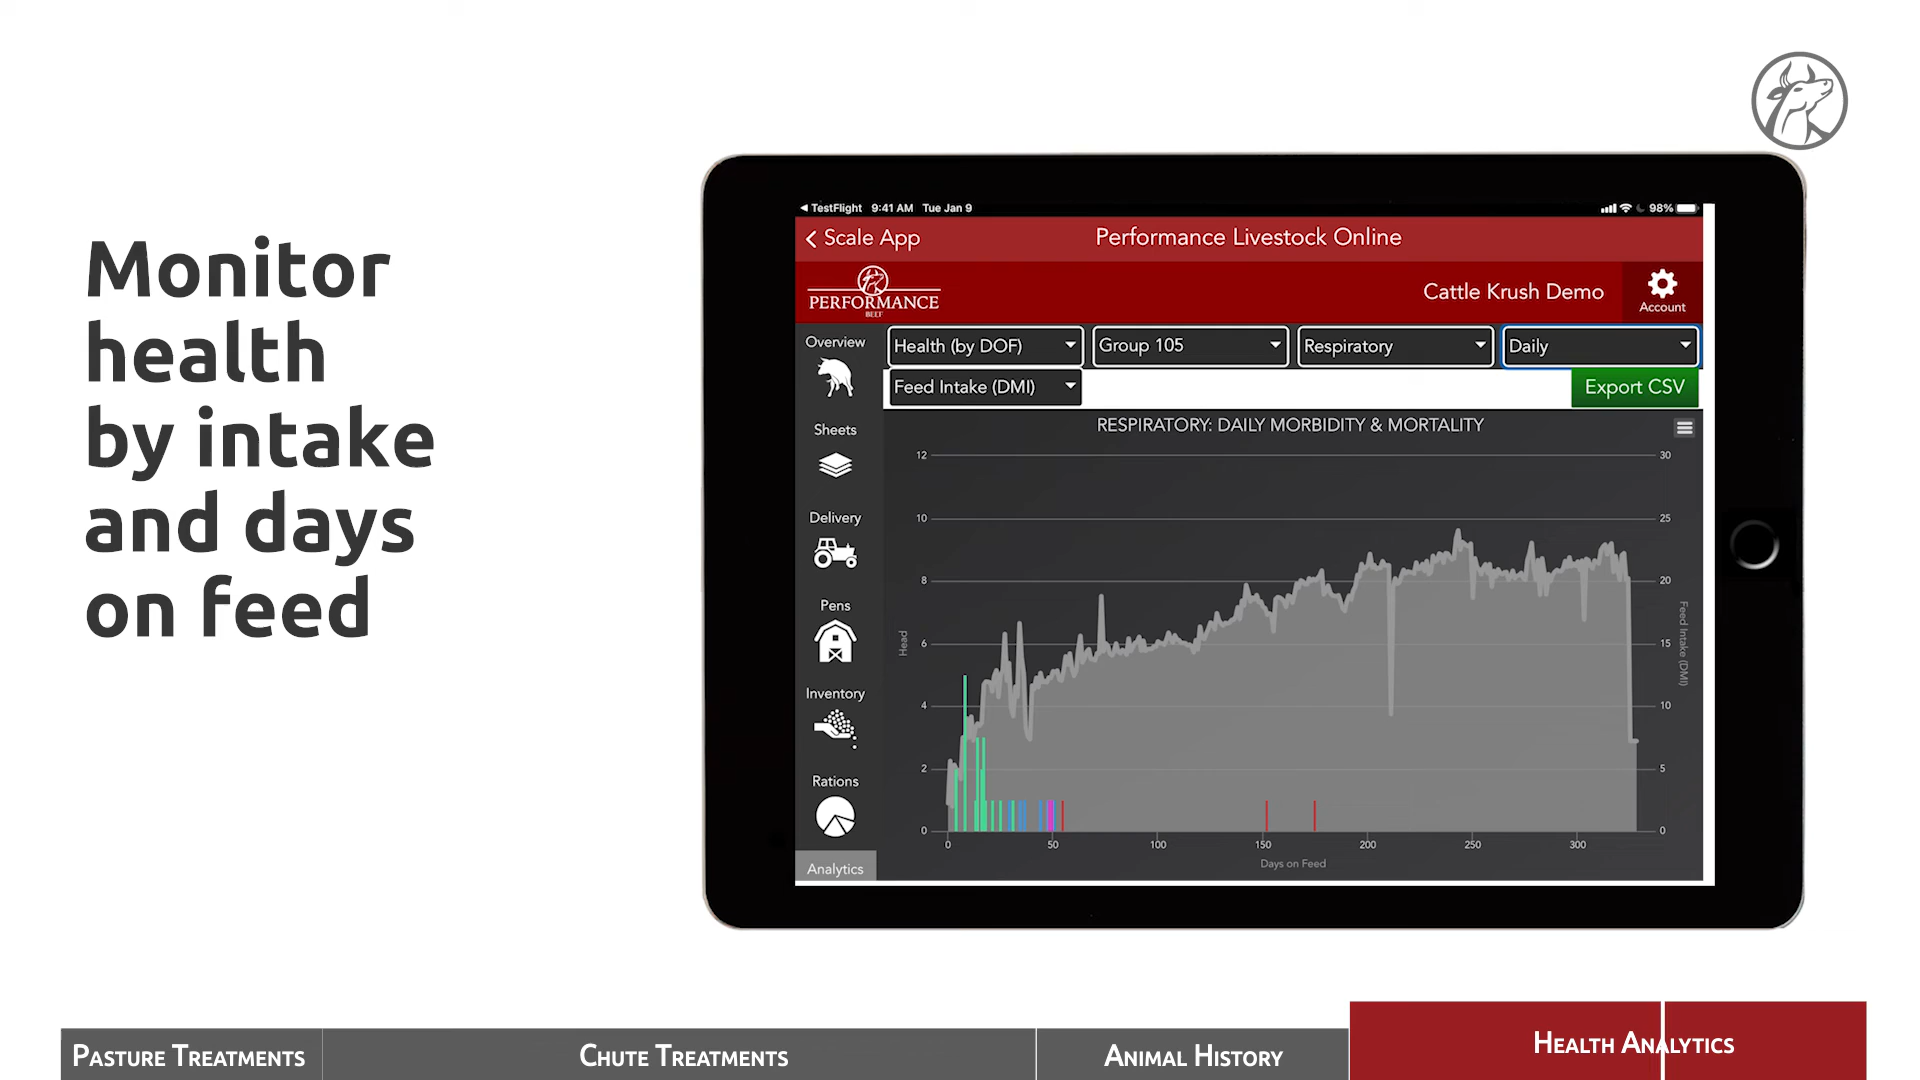 Monitor
health
by intake
and days
on feed
TestFlight 9:41 AM Tue Jan 9
98%
Scale App
Performance Livestock Online
PERFORMANCE
BEEF
Cattle Krush Demo
Account
Overview
Sheets
Delivery
Pens
Inventory
Rations
Analytics
Health (by DOF)
Group 105
Respiratory
Daily
Feed Intake (DMI)
Export CSV
RESPIRATORY: DAILY MORBIDITY & MORTALITY
12
10
8
6
4
2
0
Head
30
25
20
15
10
5
0
Feed Intake (DMI)
0 50 100 150 200 250 300
Days on Feed
PASTURE TREATMENTS
CHUTE TREATMENTS
ANIMAL HISTORY
HEALTH ANALYTICS